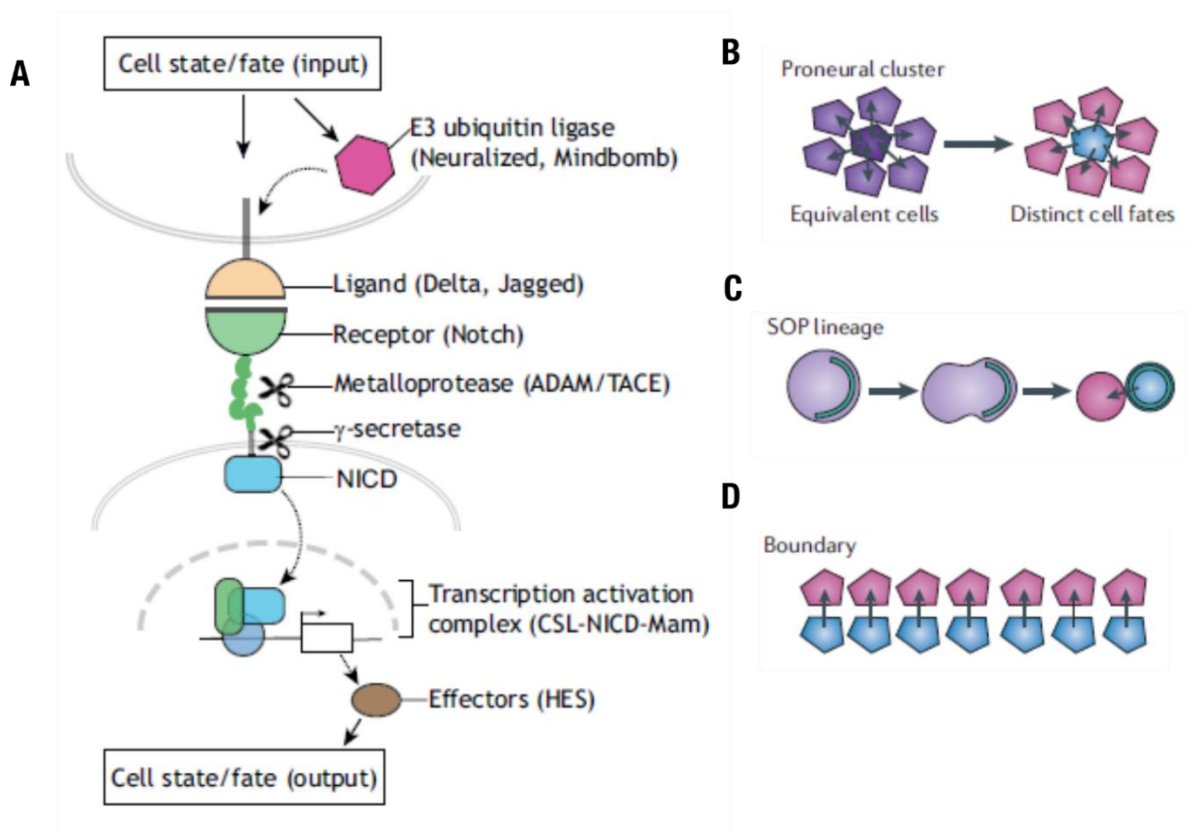 A
Cell state/fate (input)
E3 ubiquitin ligase
(Neuralized, Mindbomb)
Ligand (Delta, Jagged)
Receptor (Notch)
Metalloprotease (ADAM/TACE)
γ-secretase
NICD
Transcription activation
complex (CSL-NICD-Mam)
Effectors (HES)
Cell state/fate (output)
B
Proneural cluster
Equivalent cells
Distinct cell fates
C
SOP lineage
D
Boundary